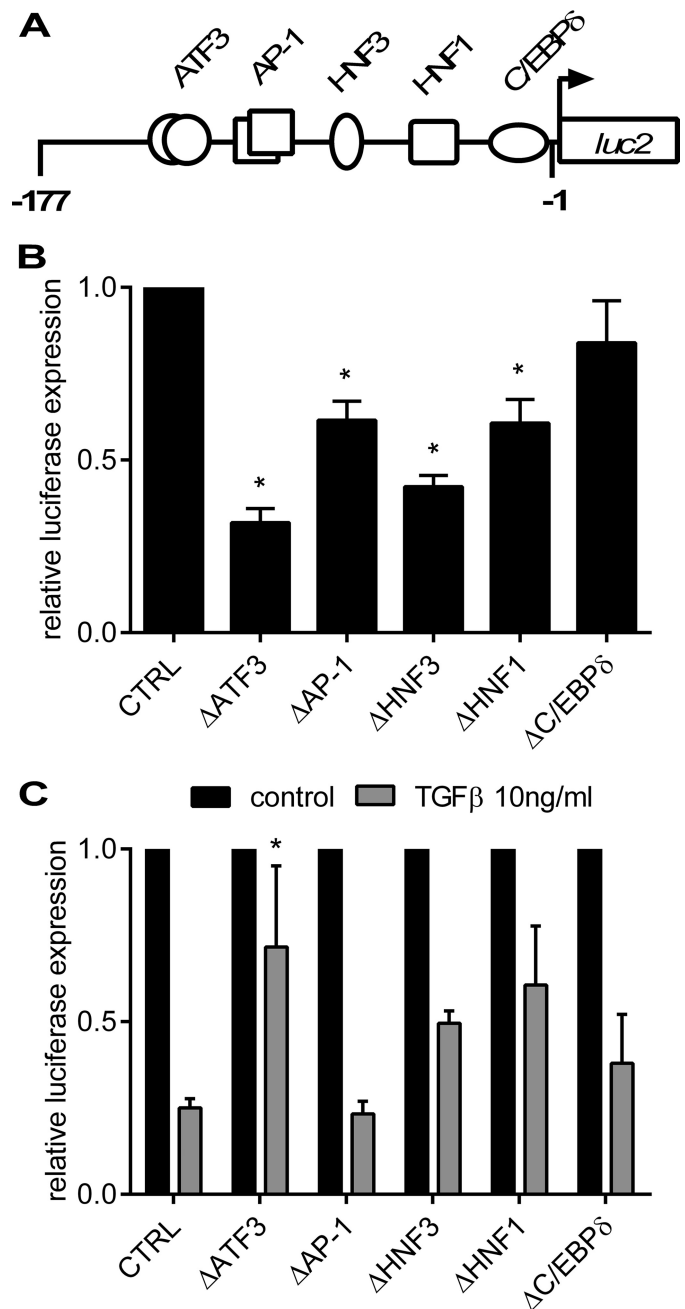 A
ATF3 AP-1 HNF3 HNF1 C/EBPδ
luc2
-177 -1
B
relative luciferase expression
1.0
0.5
0.0
* * * *
CTRL ΔATF3 ΔAP-1 ΔHNF3 ΔHNF1 ΔC/EBPδ
C
control TGFβ 10ng/ml
relative luciferase expression
1.0
0.5
0.0
*
CTRL ΔATF3 ΔAP-1 ΔHNF3 ΔHNF1 ΔC/EBPδ